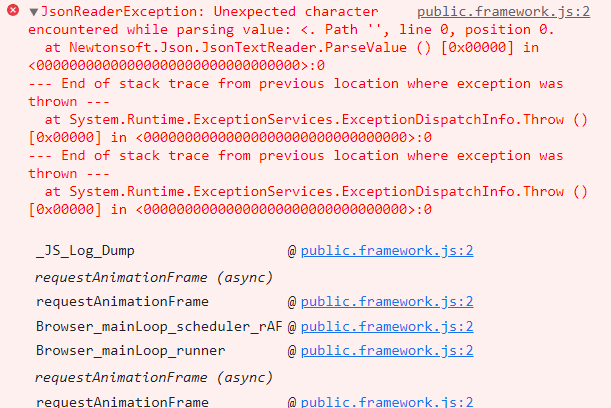 ▼JsonReaderException: Unexpected character public.framework.js:2
encountered while parsing value: <. Path '', line 0, position 0.
at Newtonsoft.Json.JsonTextReader.ParseValue () [0x00000] in
<00000000000000000000000000000000>:0
--- End of stack trace from previous location where exception was
thrown ---
at System.Runtime.ExceptionServices.ExceptionDispatchInfo.Throw ()
[0x00000] in <00000000000000000000000000000000>:0
--- End of stack trace from previous location where exception was
thrown ---
at System.Runtime.ExceptionServices.ExceptionDispatchInfo.Throw ()
[0x00000] in <00000000000000000000000000000000>:0
_JS_Log_Dump @ public.framework.js:2
requestAnimationFrame (async)
requestAnimationFrame @ public.framework.js:2
Browser_mainLoop_scheduler_rAF @ public.framework.js:2
Browser_mainLoop_runner @ public.framework.js:2
requestAnimationFrame (async)
requestAnimationFrame @ public.framework.js:2